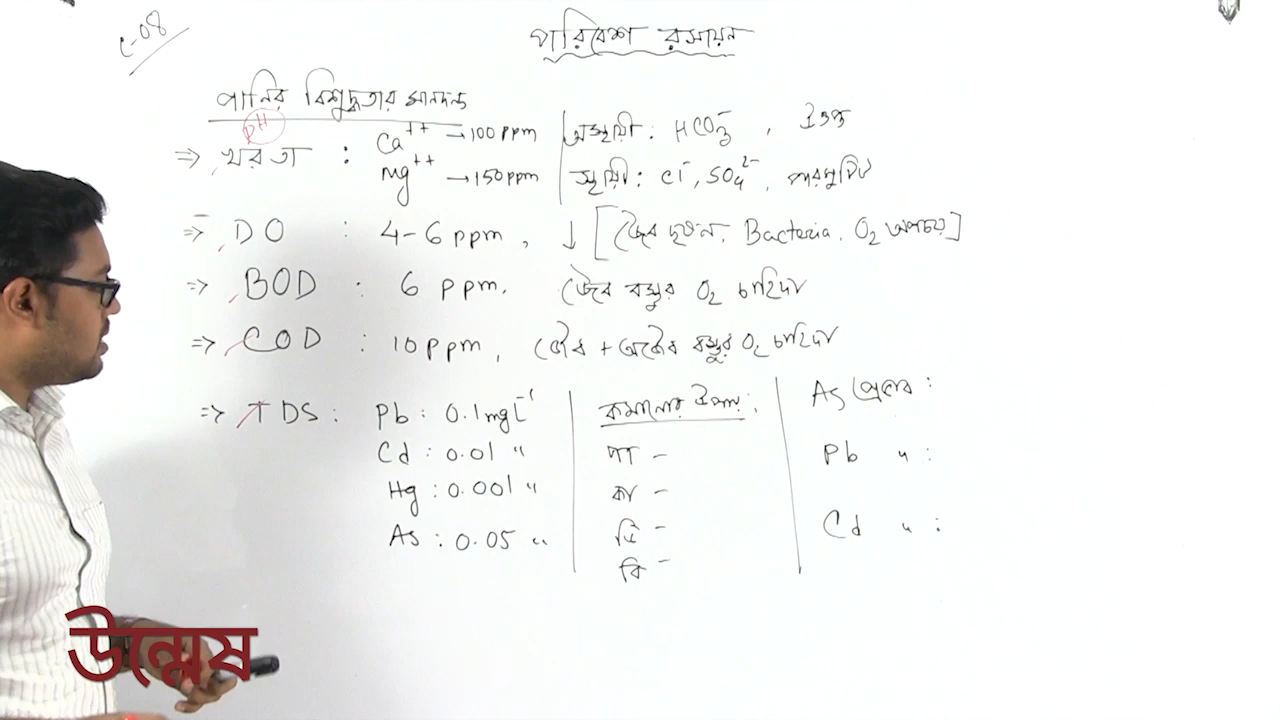 C-08
পরিবেশ রসায়ন
পানির বিশুদ্ধতার মানদন্ড
pH
⇒ খরতা : Ca⁺⁺ → 100 ppm | অস্থায়ী : HCO₃⁻ , উত্তপ্ত
Mg⁺⁺ → 150 ppm | স্থায়ী : Cl⁻, SO₄²⁻ , পারমুটিট
⇒ DO : 4-6 ppm , ↓ [জৈব দূষণ, Bacteria, O₂ অপচয়]
⇒ BOD : 6 ppm, জৈব বস্তুর O₂ চাহিদা
⇒ COD : 10 ppm, জৈব + অজৈব বস্তুর O₂ চাহিদা
⇒ TDS : Pb : 0.1 mgL⁻¹ | কমানোর উপায় : | As প্রভাব :
Cd : 0.01 " | পা - | Pb " :
Hg : 0.001 " | কা -
As : 0.05 " | ডি - | Cd " :
বি -
উন্মেষ